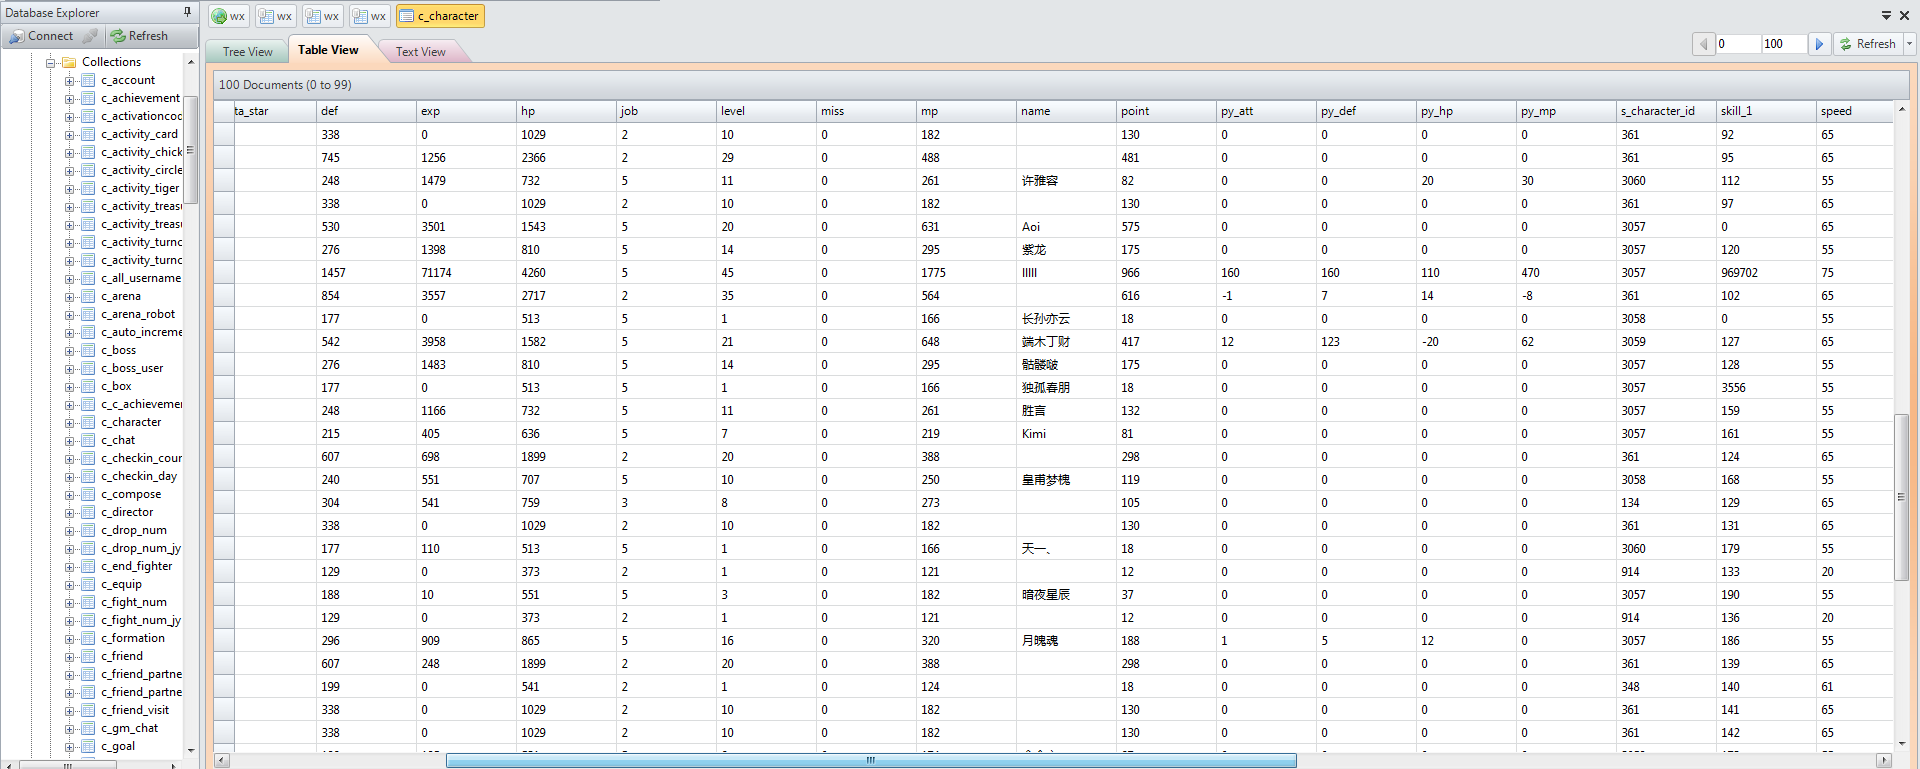 Database Explorer
Connect Refresh
Collections
c_account
c_achievement
c_activationcoc
c_activity_card
c_activity_chick
c_activity_circle
c_activity_tiger
c_activity_treasu
c_activity_treasu
c_activity_turnc
c_activity_turnc
c_all_username
c_arena
c_arena_robot
c_auto_increme
c_boss
c_boss_user
c_box
c_c_achievemer
c_character
c_chat
c_checkin_cour
c_checkin_day
c_compose
c_director
c_drop_num
c_drop_num_jy
c_end_fighter
c_equip
c_fight_num
c_fight_num_jy
c_formation
c_friend
c_friend_partne
c_friend_partne
c_friend_visit
c_gm_chat
c_goal
wx wx wx wx c_character
Tree View Table View Text View
0 100 Refresh
100 Documents (0 to 99)
ta_star def exp hp job level miss mp name point py_att py_def py_hp py_mp s_character_id skill_1 speed
338 0 1029 2 10 0 182 130 0 0 0 0 361 92 65
745 1256 2366 2 29 0 488 481 0 0 0 0 361 95 65
248 1479 732 5 11 0 261 许雅容 82 0 0 20 30 3060 112 55
338 0 1029 2 10 0 182 130 0 0 0 0 361 97 65
530 3501 1543 5 20 0 631 Aoi 575 0 0 0 0 3057 0 65
276 1398 810 5 14 0 295 紫龙 175 0 0 0 0 3057 120 55
1457 71174 4260 5 45 0 1775 lllll 966 160 160 110 470 3057 969702 75
854 3557 2717 2 35 0 564 616 -1 7 14 -8 361 102 65
177 0 513 5 1 0 166 长孙亦云 18 0 0 0 0 3058 0 55
542 3958 1582 5 21 0 648 端木丁财 417 12 123 -20 62 3059 127 65
276 1483 810 5 14 0 295 骷髅啵 175 0 0 0 0 3057 128 55
177 0 513 5 1 0 166 独孤春朋 18 0 0 0 0 3057 3556 55
248 1166 732 5 11 0 261 胜言 132 0 0 0 0 3057 159 55
215 405 636 5 7 0 219 Kimi 81 0 0 0 0 3057 161 55
607 698 1899 2 20 0 388 298 0 0 0 0 361 124 65
240 551 707 5 10 0 250 皇甫梦槐 119 0 0 0 0 3058 168 55
304 541 759 3 8 0 273 105 0 0 0 0 134 129 65
338 0 1029 2 10 0 182 130 0 0 0 0 361 131 65
177 110 513 5 1 0 166 天一、 18 0 0 0 0 3060 179 55
129 0 373 2 1 0 121 12 0 0 0 0 914 133 20
188 10 551 5 3 0 182 暗夜星辰 37 0 0 0 0 3057 190 55
129 0 373 2 1 0 121 12 0 0 0 0 914 136 20
296 909 865 5 16 0 320 月魄魂 188 1 5 12 0 3057 186 55
607 248 1899 2 20 0 388 298 0 0 0 0 361 139 65
199 0 541 2 1 0 124 18 0 0 0 0 348 140 61
338 0 1029 2 10 0 182 130 0 0 0 0 361 141 65
338 0 1029 2 10 0 182 130 0 0 0 0 361 142 65